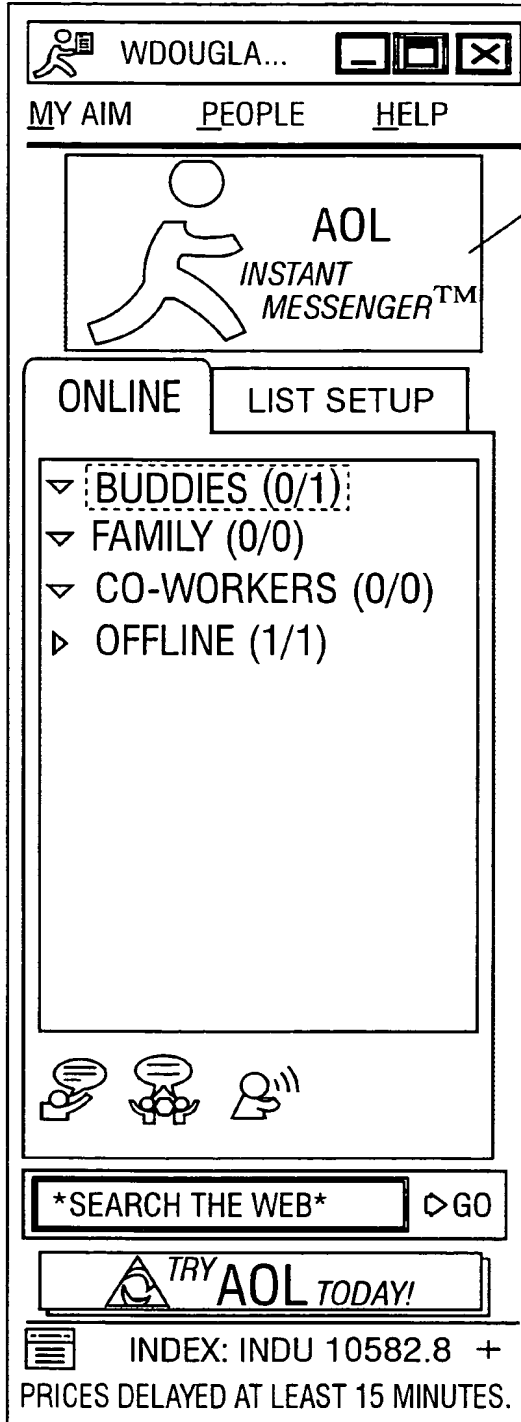 WDOUGLA...
MY AIM PEOPLE HELP
AOL
INSTANT
MESSENGER™
ONLINE LIST SETUP
BUDDIES (0/1)
FAMILY (0/0)
CO-WORKERS (0/0)
OFFLINE (1/1)
*SEARCH THE WEB* GO
TRY AOL TODAY!
INDEX: INDU 10582.8 +
PRICES DELAYED AT LEAST 15 MINUTES.